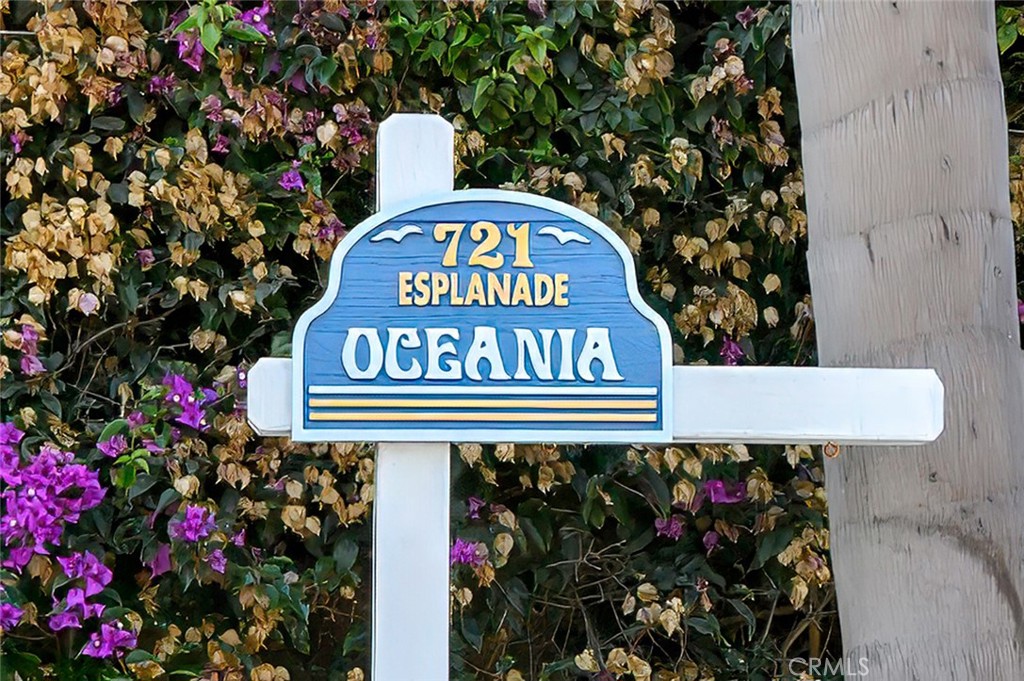 721
ESPLANADE
OCEANIA
CRMLS